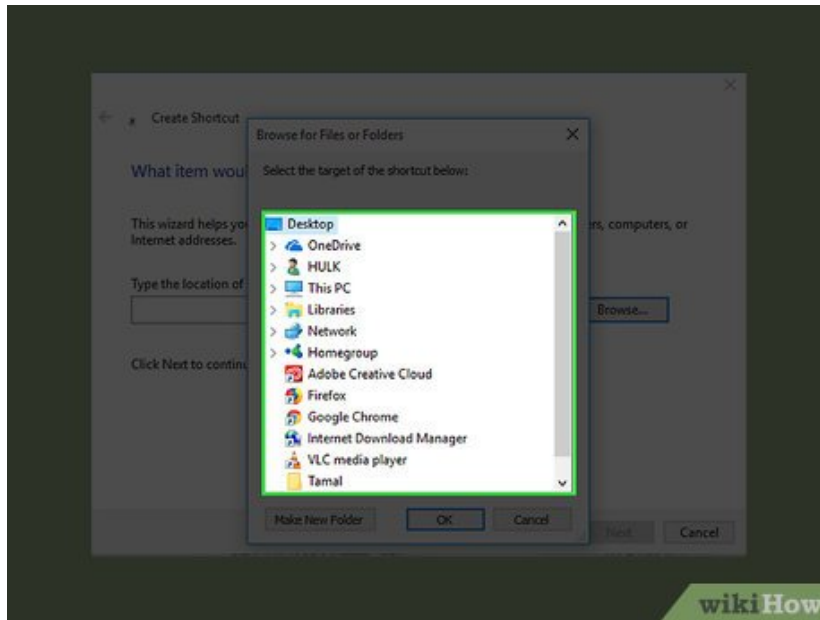 Create Shortcut
Browse for Files or Folders
What item wou
Select the target of the shortcut below:
Desktop
This wizard helps yo
ers, computers, or
Internet addresses.
OneDrive
HULK
Type the location of
This PC
Libraries
Browse...
Network
Homegroup
Click Next to continu
Adobe Creative Cloud
Firefox
Google Chrome
Internet Download Manager
VLC media player
Tamal
Make New Folder
OK
Cancel
Next
Cancel
wikiHow